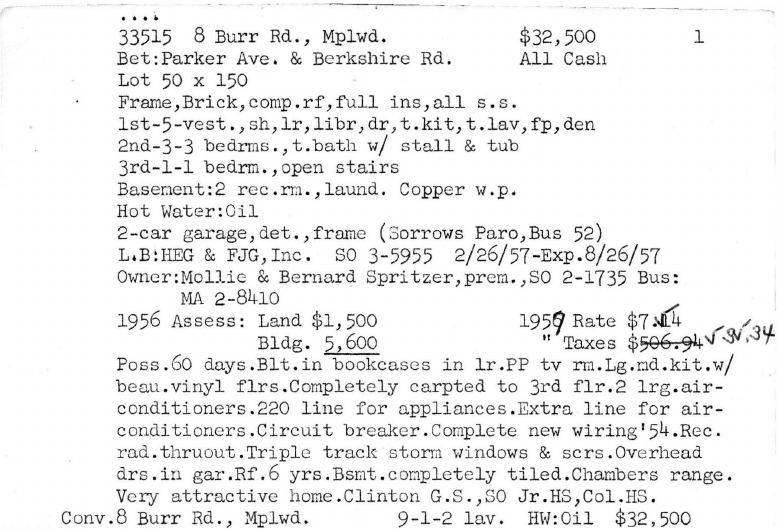 33515 8 Burr Rd., Mplwd. $32,500 1
Bet:Parker Ave. & Berkshire Rd. All Cash
Lot 50 x 150
Frame,Brick,comp.rf,full ins,all s.s.
1st-5-vest.,sh,lr,libr,dr,t.kit,t.lav,fp,den
2nd-3-3 bedrms.,t.bath w/ stall & tub
3rd-1-1 bedrm.,open stairs
Basement:2 rec.rm.,laund. Copper w.p.
Hot Water:Oil
2-car garage,det.,frame (Sorrows Paro,Bus 52)
L.B:HEG & FJG,Inc. SO 3-5955 2/26/57-Exp.8/26/57
Owner:Mollie & Bernard Spritzer,prem.,SO 2-1735 Bus:
MA 2-8410
1956 Assess: Land $1,500 1957 Rate $7.14
Bldg. 5,600 " Taxes $506.94
Poss.60 days.Blt.in bookcases in lr.PP tv rm.Lg.md.kit.w/
beau.vinyl flrs.Completely carpted to 3rd flr.2 lrg.air-
conditioners.220 line for appliances.Extra line for air-
conditioners.Circuit breaker.Complete new wiring'54.Rec.
rad.thruout.Triple track storm windows & scrs.Overhead
drs.in gar.Rf.6 yrs.Bsmt.completely tiled.Chambers range.
Very attractive home.Clinton G.S.,SO Jr.HS,Col.HS.
Conv.8 Burr Rd., Mplwd. 9-1-2 lav. HW:Oil $32,500